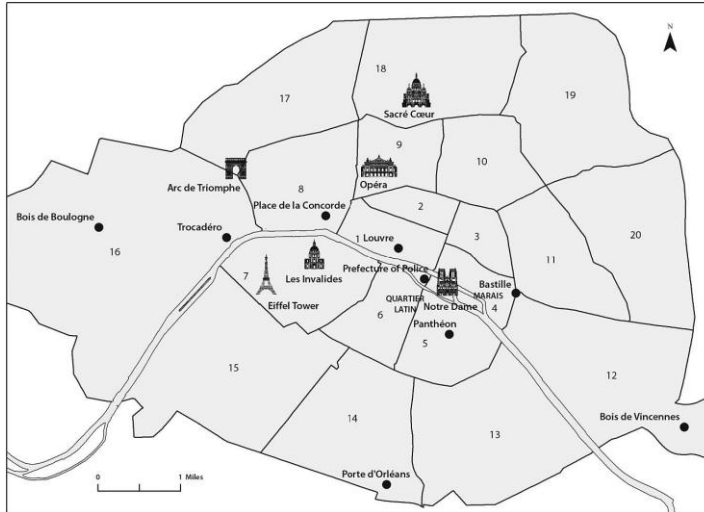 N
18
17
19
Sacré Cœur
9
10
Arc de Triomphe
8
Opéra
Place de la Concorde
2
Bois de Boulogne
Trocadéro
1
Louvre
3
20
16
11
Prefecture of Police
7
Les Invalides
Bastille
QUARTIER
LATIN
MARAIS
Eiffel Tower
Notre Dame
4
6
Panthéon
5
15
12
14
Bois de Vincennes
13
Porte d'Orléans
0
1 Miles